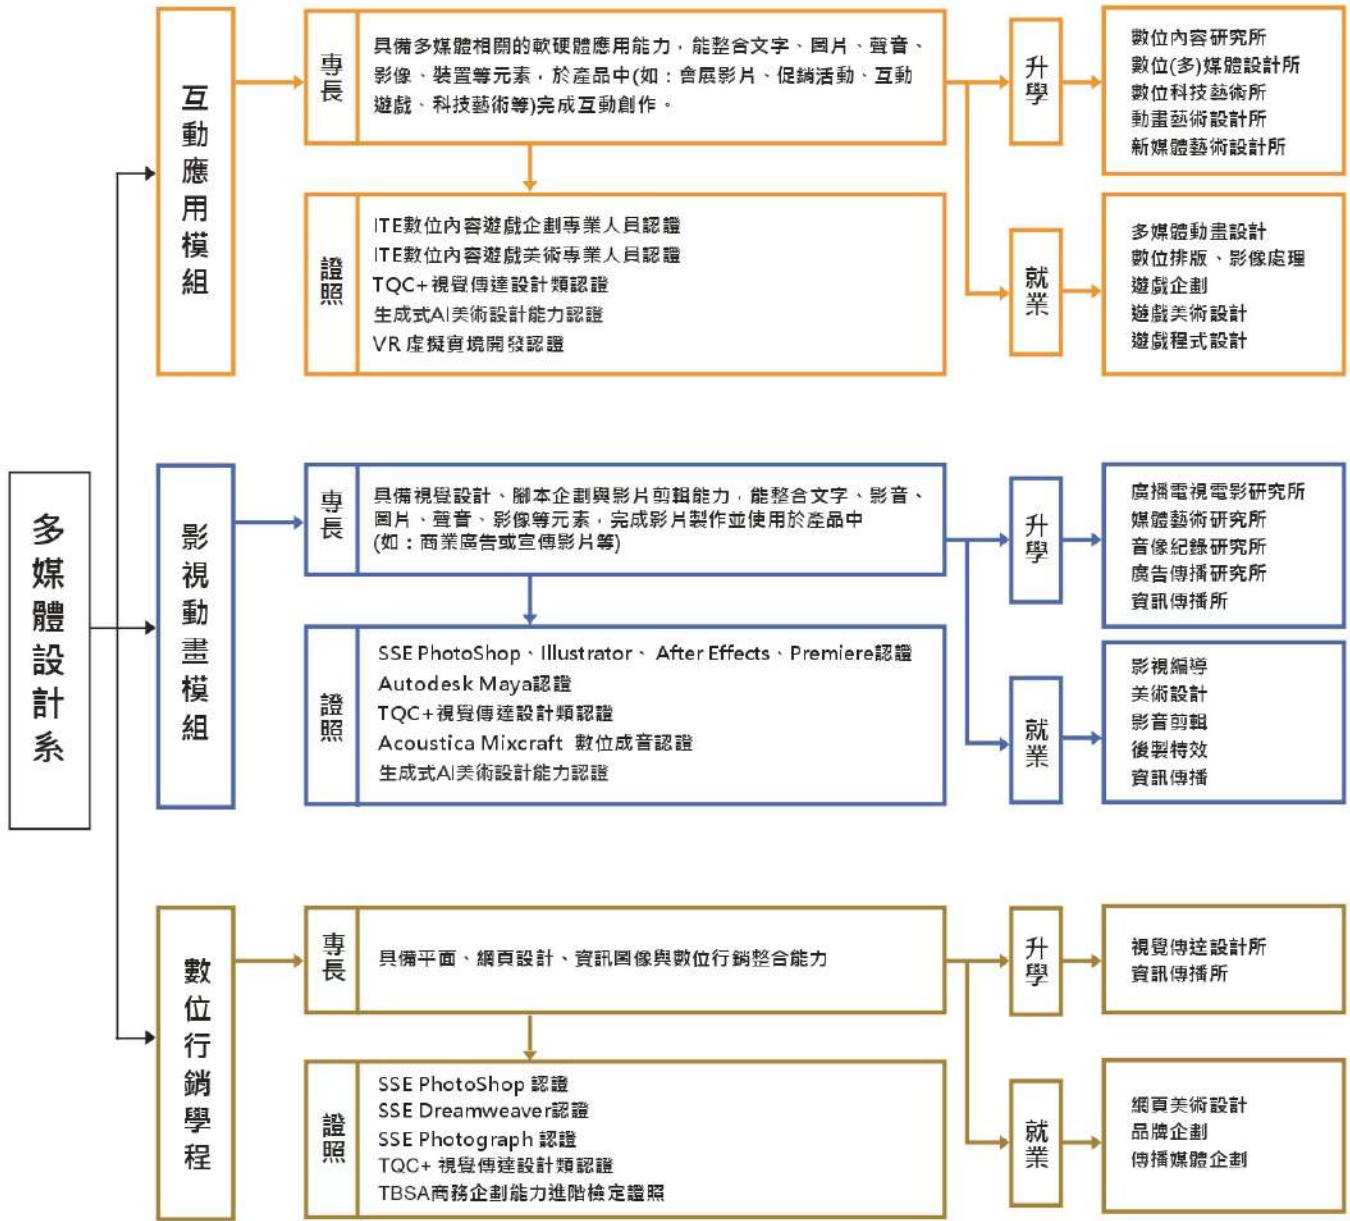 多媒體設計系
互動應用模組
專長
具備多媒體相關的軟硬體應用能力，能整合文字、圖片、聲音、
影像、裝置等元素，於產品中(如：會展影片、促銷活動、互動
遊戲、科技藝術等)完成互動創作。
證照
ITE數位內容遊戲企劃專業人員認證
ITE數位內容遊戲美術專業人員認證
TQC+視覺傳達設計類認證
生成式AI美術設計能力認證
VR 虛擬實境開發認證
升學
數位內容研究所
數位(多)媒體設計所
數位科技藝術所
動畫藝術設計所
新媒體藝術設計所
就業
多媒體動畫設計
數位排版、影像處理
遊戲企劃
遊戲美術設計
遊戲程式設計
影視動畫模組
專長
具備視覺設計、腳本企劃與影片剪輯能力，能整合文字、影音、
圖片、聲音、影像等元素，完成影片製作並使用於產品中
(如：商業廣告或宣傳影片等)
證照
SSE PhotoShop、Illustrator、 After Effects、Premiere認證
Autodesk Maya認證
TQC+視覺傳達設計類認證
Acoustica Mixcraft 數位成音認證
生成式AI美術設計能力認證
升學
廣播電視電影研究所
媒體藝術研究所
音像紀錄研究所
廣告傳播研究所
資訊傳播所
就業
影視編導
美術設計
影音剪輯
後製特效
資訊傳播
數位行銷學程
專長
具備平面、網頁設計、資訊圖像與數位行銷整合能力
證照
SSE PhotoShop 認證
SSE Dreamweaver認證
SSE Photograph 認證
TQC+ 視覺傳達設計類認證
TBSA商務企劃能力進階檢定證照
升學
視覺傳達設計所
資訊傳播所
就業
網頁美術設計
品牌企劃
傳播媒體企劃